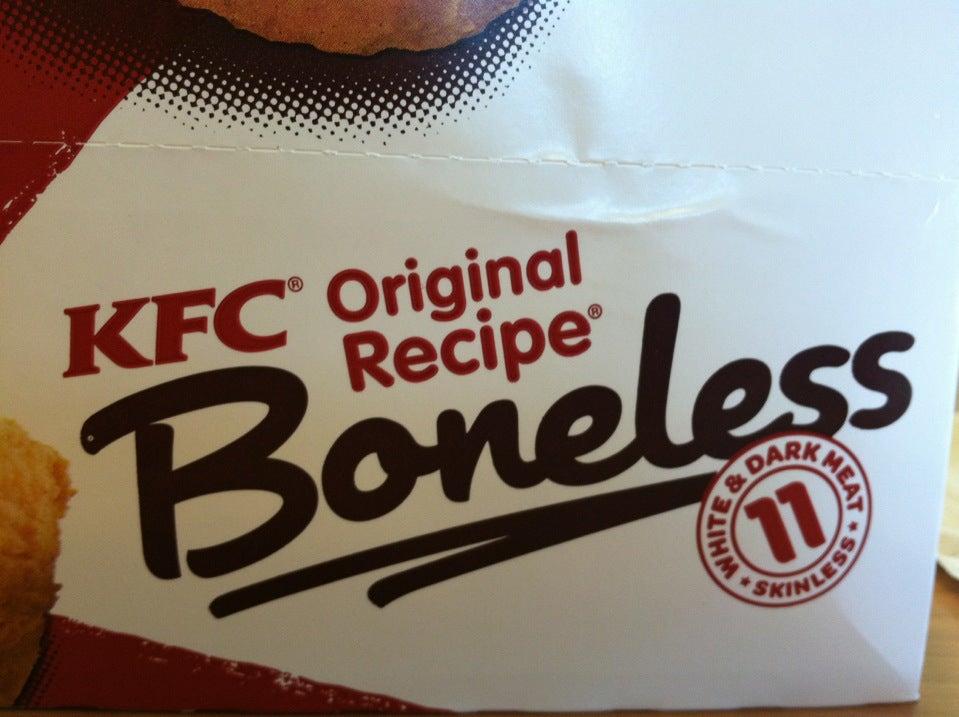 KFC® Original
Recipe®
Boneless
WHITE & DARK MEAT
11
★ SKINLESS ★